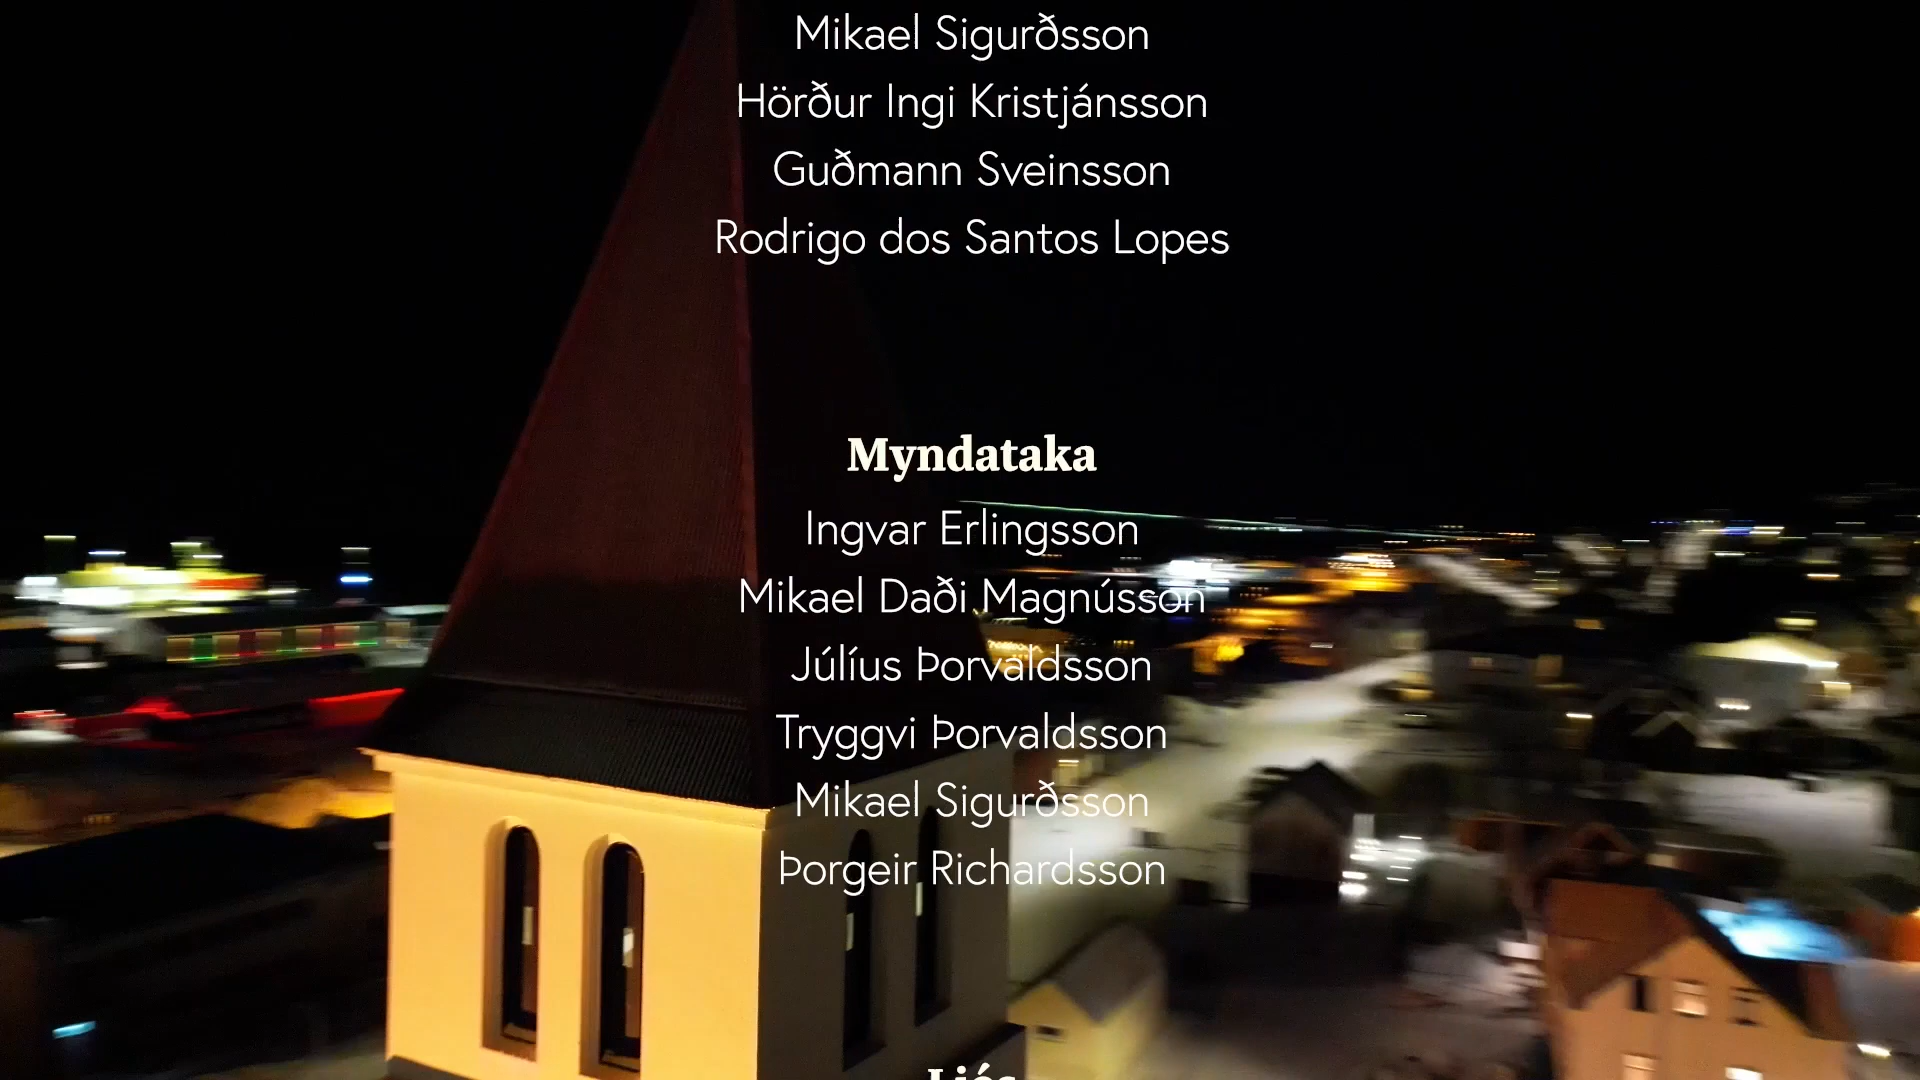 Mikael Sigurðsson
Hörður Ingi Kristjánsson
Guðmann Sveinsson
Rodrigo dos Santos Lopes
Myndataka
Ingvar Erlingsson
Mikael Daði Magnússon
Júlíus Þorvaldsson
Tryggvi Þorvaldsson
Mikael Sigurðsson
Þorgeir Richardsson